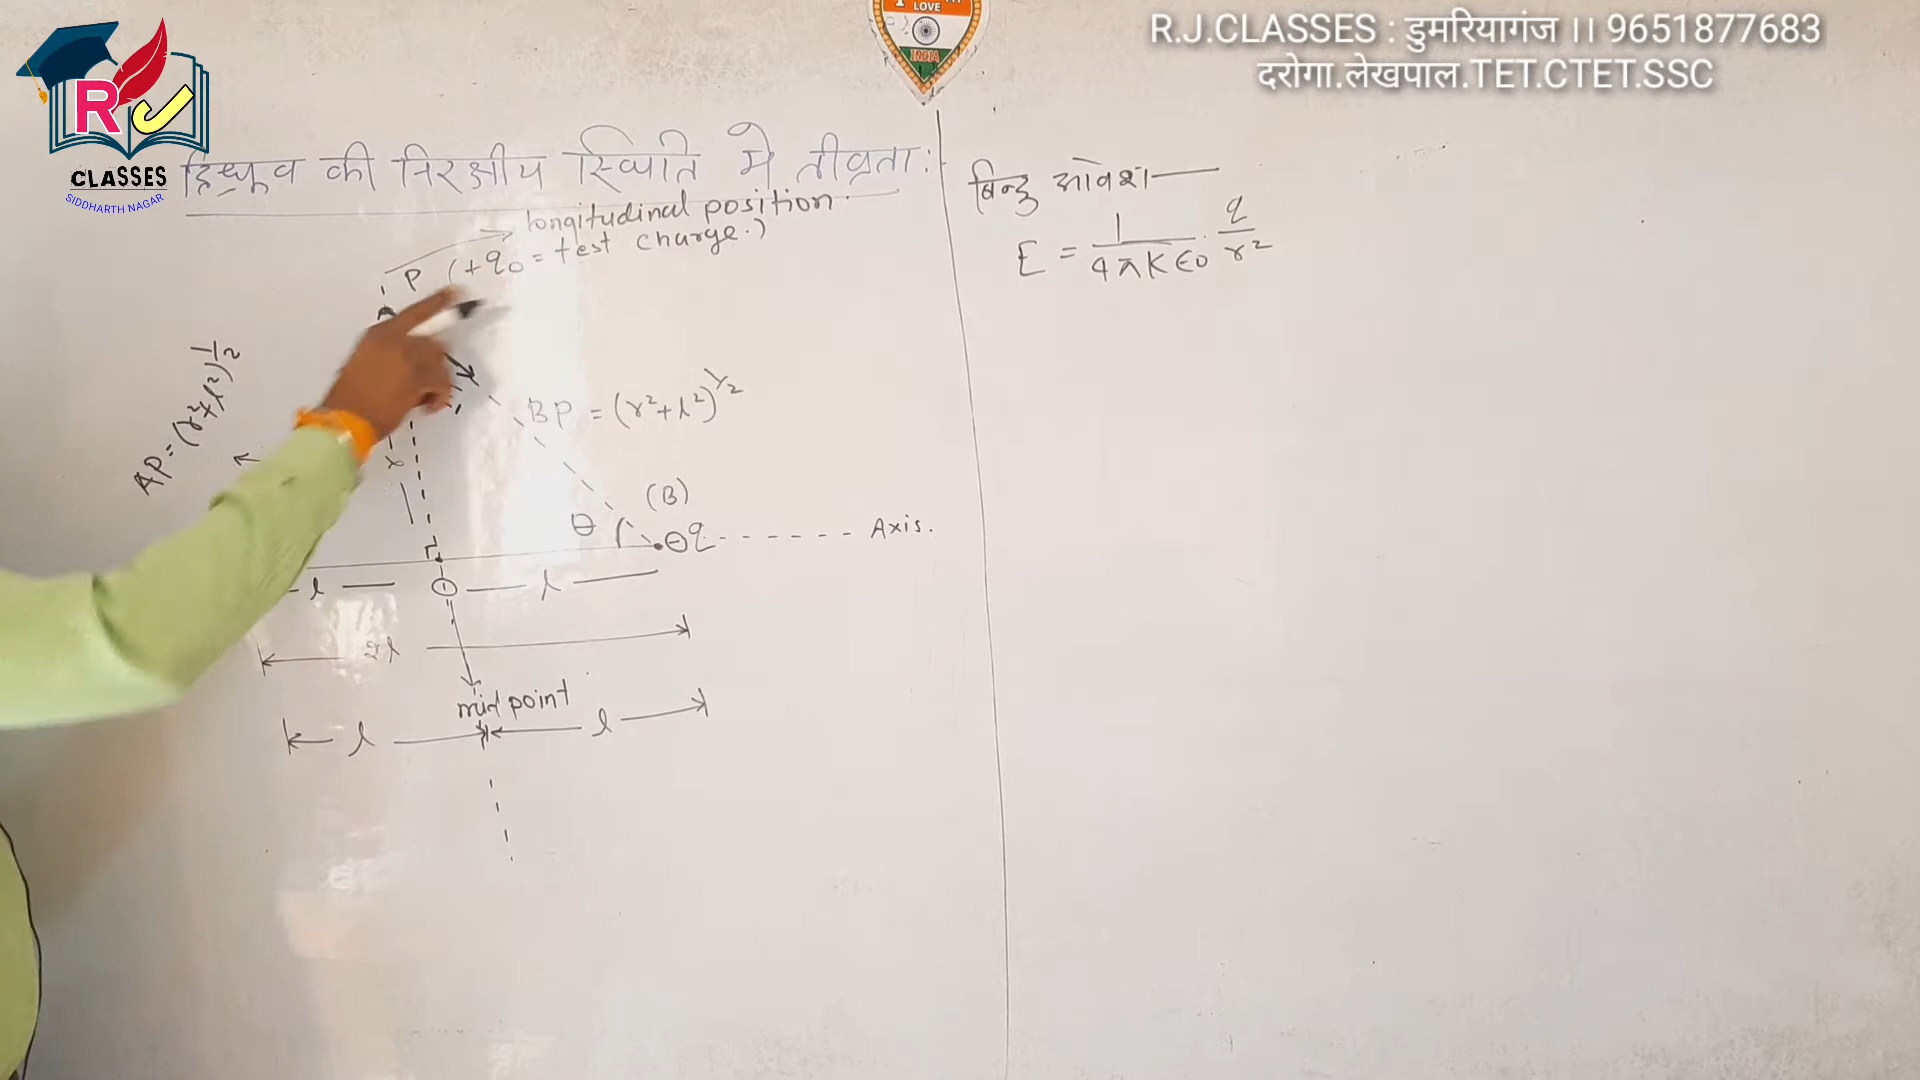 LOVE
INDIA
R.J.CLASSES : डुमरियागंज ।। 9651877683
दरोगा.लेखपाल.TET.CTET.SSC
RJ
CLASSES
SIDDHARTH NAGAR
द्विध्रुव की निरक्षीय स्थिति मे तीव्रता:
longitudinal position.
P (+q₀ = test charge.)
AP = (r²+l²)^1/2
BP = (r²+l²)^1/2
r
(B)
θ
⊖q
Axis.
l
l
2l
mid point
l
l
बिन्दु आवेश
E = 1/4πKϵ0 . q/r²